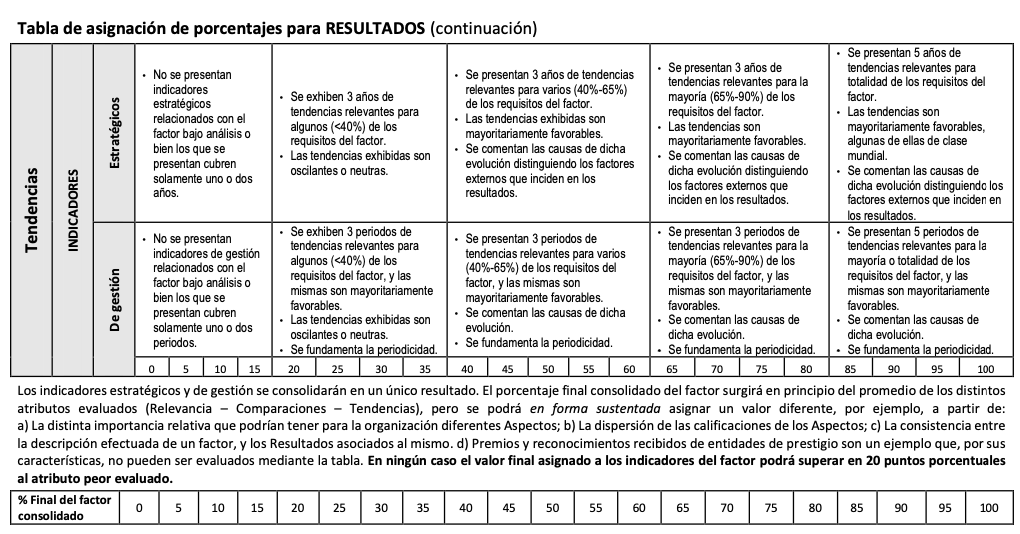 Tabla de asignación de porcentajes para RESULTADOS (continuación)
Tendencias
INDICADORES
Estratégicos
• No se presentan
indicadores
estratégicos
relacionados con el
factor bajo análisis o
bien los que se
presentan cubren
solamente uno o dos
años.
• Se exhiben 3 años de
tendencias relevantes para
algunos (<40%) de los
requisitos del factor.
• Las tendencias exhibidas son
oscilantes o neutras.
• Se presentan 3 años de tendencias
relevantes para varios (40%-65%)
de los requisitos del factor.
• Las tendencias exhibidas son
mayoritariamente favorables.
• Se comentan las causas de dicha
evolución distinguiendo los factores
externos que inciden en los
resultados.
• Se presentan 3 años de
tendencias relevantes para la
mayoría (65%-90%) de los
requisitos del factor.
• Las tendencias son
mayoritariamente favorables.
• Se comentan las causas de
dicha evolución distinguiendo
los factores externos que
inciden en los resultados.
• Se presentan 5 años de
tendencias relevantes para
totalidad de los requisitos del
factor.
• Las tendencias son
mayoritariamente favorables,
algunas de ellas de clase
mundial.
• Se comentan las causas de
dicha evolución distinguiendo los
factores externos que inciden en
los resultados.
De gestión
• No se presentan
indicadores de gestión
relacionados con el
factor bajo análisis o
bien los que se
presentan cubren
solamente uno o dos
periodos.
• Se exhiben 3 periodos de
tendencias relevantes para
algunos (<40%) de los
requisitos del factor, y las
mismas son mayoritariamente
favorables.
• Las tendencias exhibidas son
oscilantes o neutras.
• Se fundamenta la periodicidad.
• Se presentan 3 periodos de
tendencias relevantes para varios
(40%-65%) de los requisitos del
factor, y las mismas son
mayoritariamente favorables.
• Se comentan las causas de dicha
evolución.
• Se fundamenta la periodicidad.
• Se presentan 3 periodos de
tendencias relevantes para la
mayoría (65%-90%) de los
requisitos del factor, y las
mismas son mayoritariamente
favorables.
• Se comentan las causas de
dicha evolución.
• Se fundamenta la periodicidad.
• Se presentan 5 periodos de
tendencias relevantes para la
mayoría o totalidad de los
requisitos del factor, y las
mismas son mayoritariamente
favorables.
• Se comentan las causas de
dicha evolución.
• Se fundamenta la periodicidad.
0 5 10 15 20 25 30 35 40 45 50 55 60 65 70 75 80 85 90 95 100
Los indicadores estratégicos y de gestión se consolidarán en un único resultado. El porcentaje final consolidado del factor surgirá en principio del promedio de los distintos
atributos evaluados (Relevancia – Comparaciones – Tendencias), pero se podrá en forma sustentada asignar un valor diferente, por ejemplo, a partir de:
a) La distinta importancia relativa que podrían tener para la organización diferentes Aspectos; b) La dispersión de las calificaciones de los Aspectos; c) La consistencia entre
la descripción efectuada de un factor, y los Resultados asociados al mismo. d) Premios y reconocimientos recibidos de entidades de prestigio son un ejemplo que, por sus
características, no pueden ser evaluados mediante la tabla. En ningún caso el valor final asignado a los indicadores del factor podrá superar en 20 puntos porcentuales
al atributo peor evaluado.
% Final del factor
consolidado
0 5 10 15 20 25 30 35 40 45 50 55 60 65 70 75 80 85 90 95 100